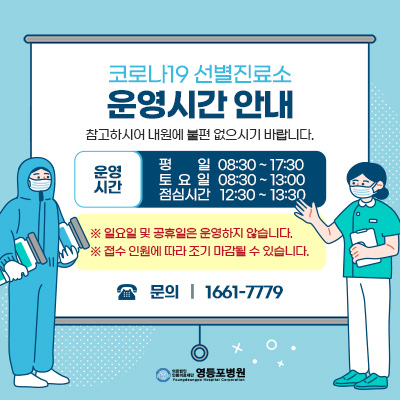 코로나19 선별진료소
운영시간 안내
참고하시어 내원에 불편 없으시기 바랍니다.
운영
시간
평 일 08:30 ~ 17:30
토 요 일 08:30 ~ 13:00
점심시간 12:30 ~ 13:30
※ 일요일 및 공휴일은 운영하지 않습니다.
※ 접수 인원에 따라 조기 마감될 수 있습니다.
문의 | 1661-7779
영등포병원
Youngdeungpo Hospital Corporation